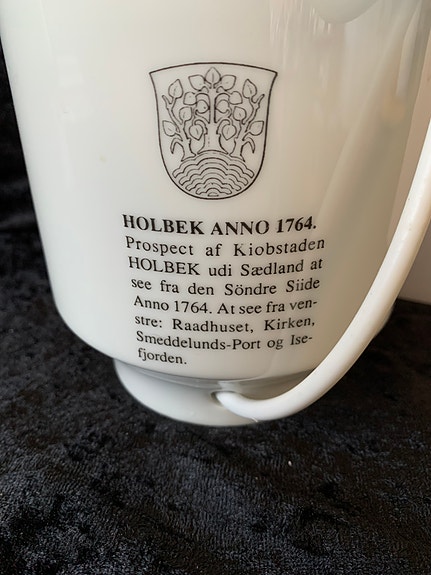 HOLBEK ANNO 1764.
Prospect af Kiobstaden
HOLBEK udi Sædland at
see fra den Söndre Siide
Anno 1764. At see fra ven-
stre: Raadhuset, Kirken,
Smeddelunds-Port og Ise-
fjorden.